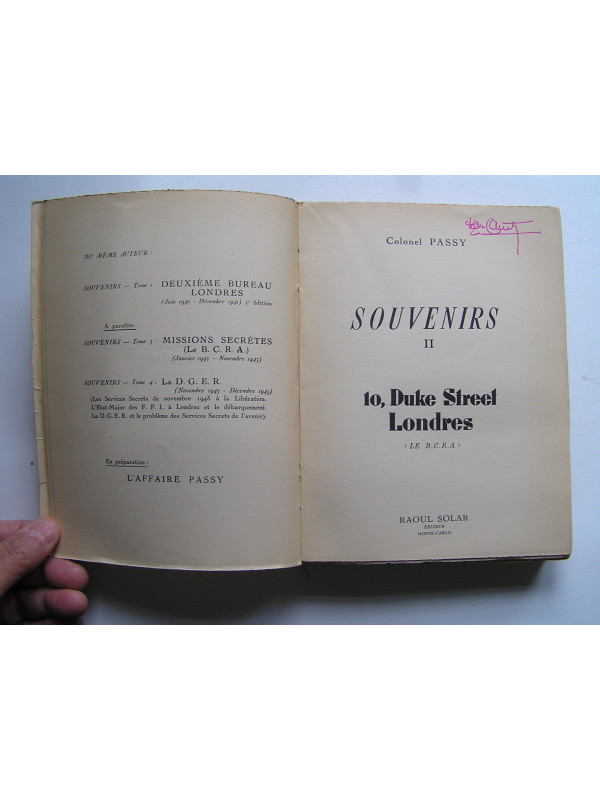 DU MÊME AUTEUR :
SOUVENIRS — Tome 1 : DEUXIÈME BUREAU
LONDRES
(Juin 1940 - Décembre 1941) 5e édition
A paraître :
SOUVENIRS — Tome 3 : MISSIONS SECRÈTES
(Le B. C. R. A.)
(Janvier 1943 - Novembre 1943)
SOUVENIRS — Tome 4 : La D. G. E. R.
(Novembre 1943 - Décembre 1945)
(Les Services Secrets de novembre 1943 à la Libération.
L'Etat-Major des F. F. I. à Londres et le débarquement.
La D. G. E. R. et le problème des Services Secrets de l'avenir).
En préparation :
L'AFFAIRE PASSY
Colonel PASSY
SOUVENIRS
II
10, Duke Street
Londres
(LE B.C.R.A)
RAOUL SOLAR
ÉDITEUR
MONTE-CARLO